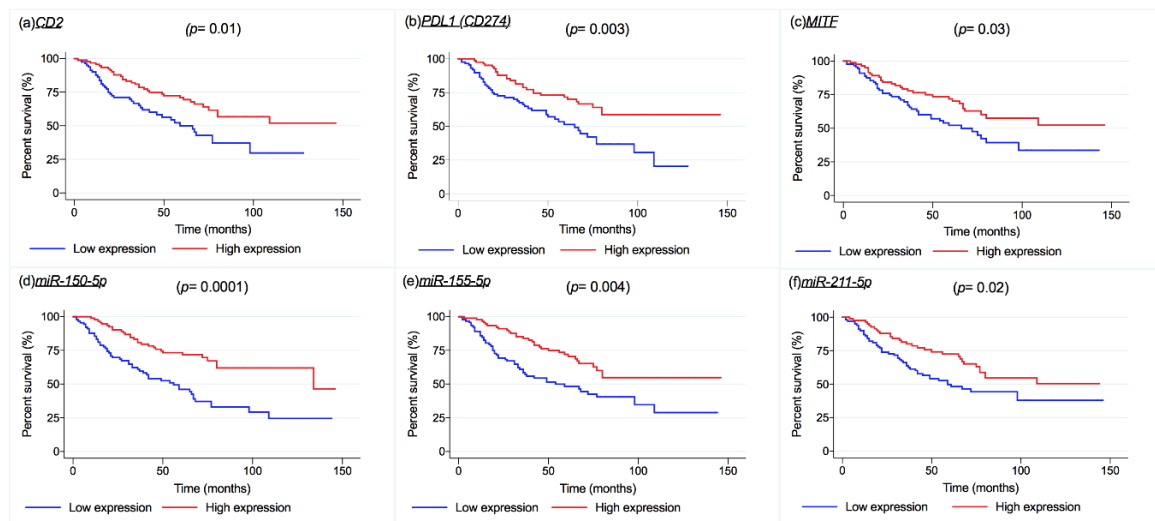 (a)CD2
(p= 0.01)
Percent survival (%)
100
75
50
25
0
0 50 100 150
Time (months)
Low expression High expression
(b)PDL1 (CD274)
(p= 0.003)
Percent survival (%)
100
75
50
25
0
0 50 100 150
Time (months)
Low expression High expression
(c)MITF
(p= 0.03)
Percent survival (%)
100
75
50
25
0
0 50 100 150
Time (months)
Low expression High expression
(d)miR-150-5p
(p= 0.0001)
Percent survival (%)
100
75
50
25
0
0 50 100 150
Time (months)
Low expression High expression
(e)miR-155-5p
(p= 0.004)
Percent survival (%)
100
75
50
25
0
0 50 100 150
Time (months)
Low expression High expression
(f)miR-211-5p
(p= 0.02)
Percent survival (%)
100
75
50
25
0
0 50 100 150
Time (months)
Low expression High expression